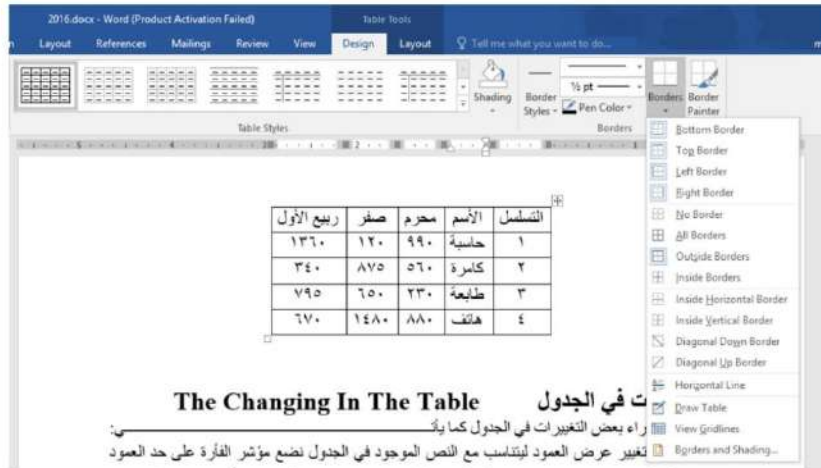 2016.docx - Word (Product Activation Failed)
Table Tools
Layout References Mailings Review View Design Layout Tell me what you want to do...
Shading
Border Styles
½ pt
Pen Color
Borders
Border Painter
Table Styles
Borders
Bottom Border
Top Border
Left Border
Right Border
No Border
All Borders
Outside Borders
Inside Borders
Inside Horizontal Border
Inside Vertical Border
Diagonal Down Border
Diagonal Up Border
Horizontal Line
Draw Table
View Gridlines
Borders and Shading...
التسلسل الأسم محرم صفر ربيع الأول
١ حاسبة ٩٩٠ ١٢٠ ١٣٦٠
٢ كامرة ٥٦٠ ٨٧٥ ٣٤٠
٣ طابعة ٢٣٠ ٦٥٠ ٧٩٥
٤ هاتف ٨٨٠ ١٤٨٠ ٦٧٠
ت في الجدول The Changing In The Table
راء بعض التغييرات في الجدول كما يأتـــي:
تغيير عرض العمود ليتناسب مع النص الموجود في الجدول نضع مؤشر الفأرة على حد العمود